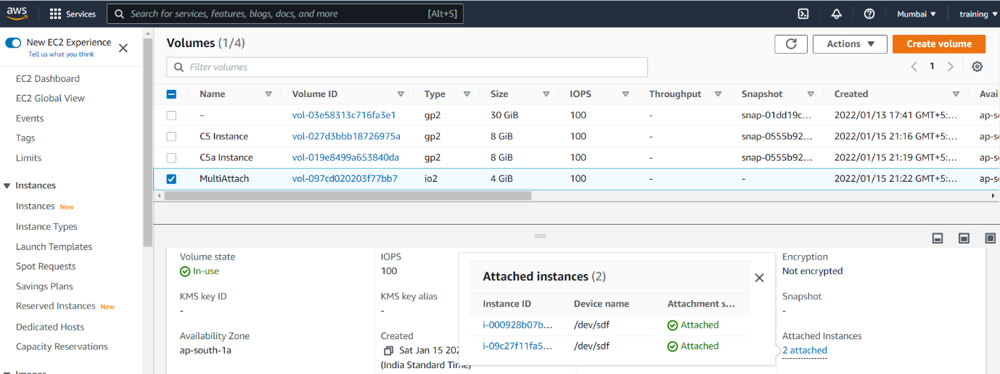 aws Services Search for services, features, blogs, docs, and more [Alt+S] Mumbai training
New EC2 Experience
Tell us what you think
EC2 Dashboard
EC2 Global View
Events
Tags
Limits
Instances
Instances New
Instance Types
Launch Templates
Spot Requests
Savings Plans
Reserved Instances New
Dedicated Hosts
Capacity Reservations
Images
Volumes (1/4) Actions Create volume
Filter volumes 1
Name Volume ID Type Size IOPS Throughput Snapshot Created Avai
– vol-03e58313c716fa3e1 gp2 30 GiB 100 - snap-01dd19c... 2022/01/13 17:41 GMT+5:... ap-s
C5 Instance vol-027d3bbb18726975a gp2 8 GiB 100 - snap-0555b92... 2022/01/15 21:16 GMT+5:... ap-s
C5a Instance vol-019e8499a653840da gp2 8 GiB 100 - snap-0555b92... 2022/01/15 21:19 GMT+5:... ap-s
MultiAttach vol-097cd020203f77bb7 io2 4 GiB 100 - - 2022/01/15 21:22 GMT+5:... ap-s
Volume state
In-use
KMS key ID
-
Availability Zone
ap-south-1a
IOPS
100
KMS key alias
-
Created
Sat Jan 15 202
(India Standard Time)
Attached instances (2)
Instance ID Device name Attachment s...
i-000928b07b... /dev/sdf Attached
i-09c27f11fa5... /dev/sdf Attached
Encryption
Not encrypted
Snapshot
-
Attached Instances
2 attached